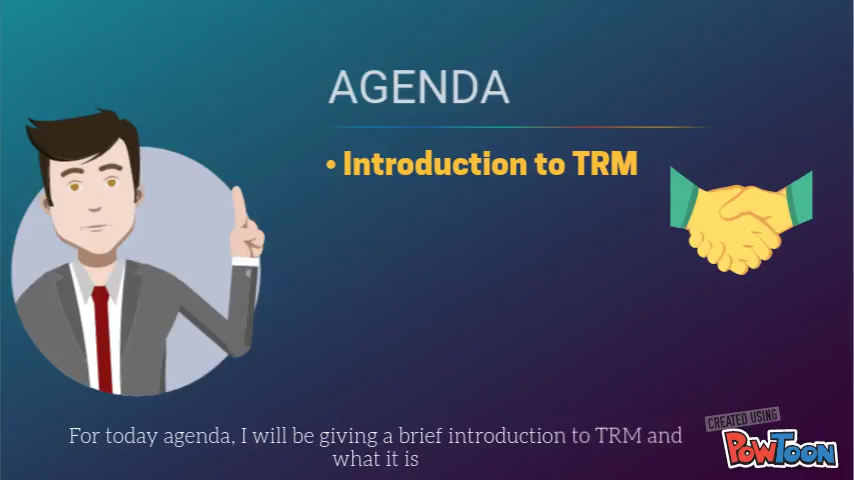 AGENDA
• Introduction to TRM
For today agenda, I will be giving a brief introduction to TRM and
what it is
CREATED USING
POWTOON